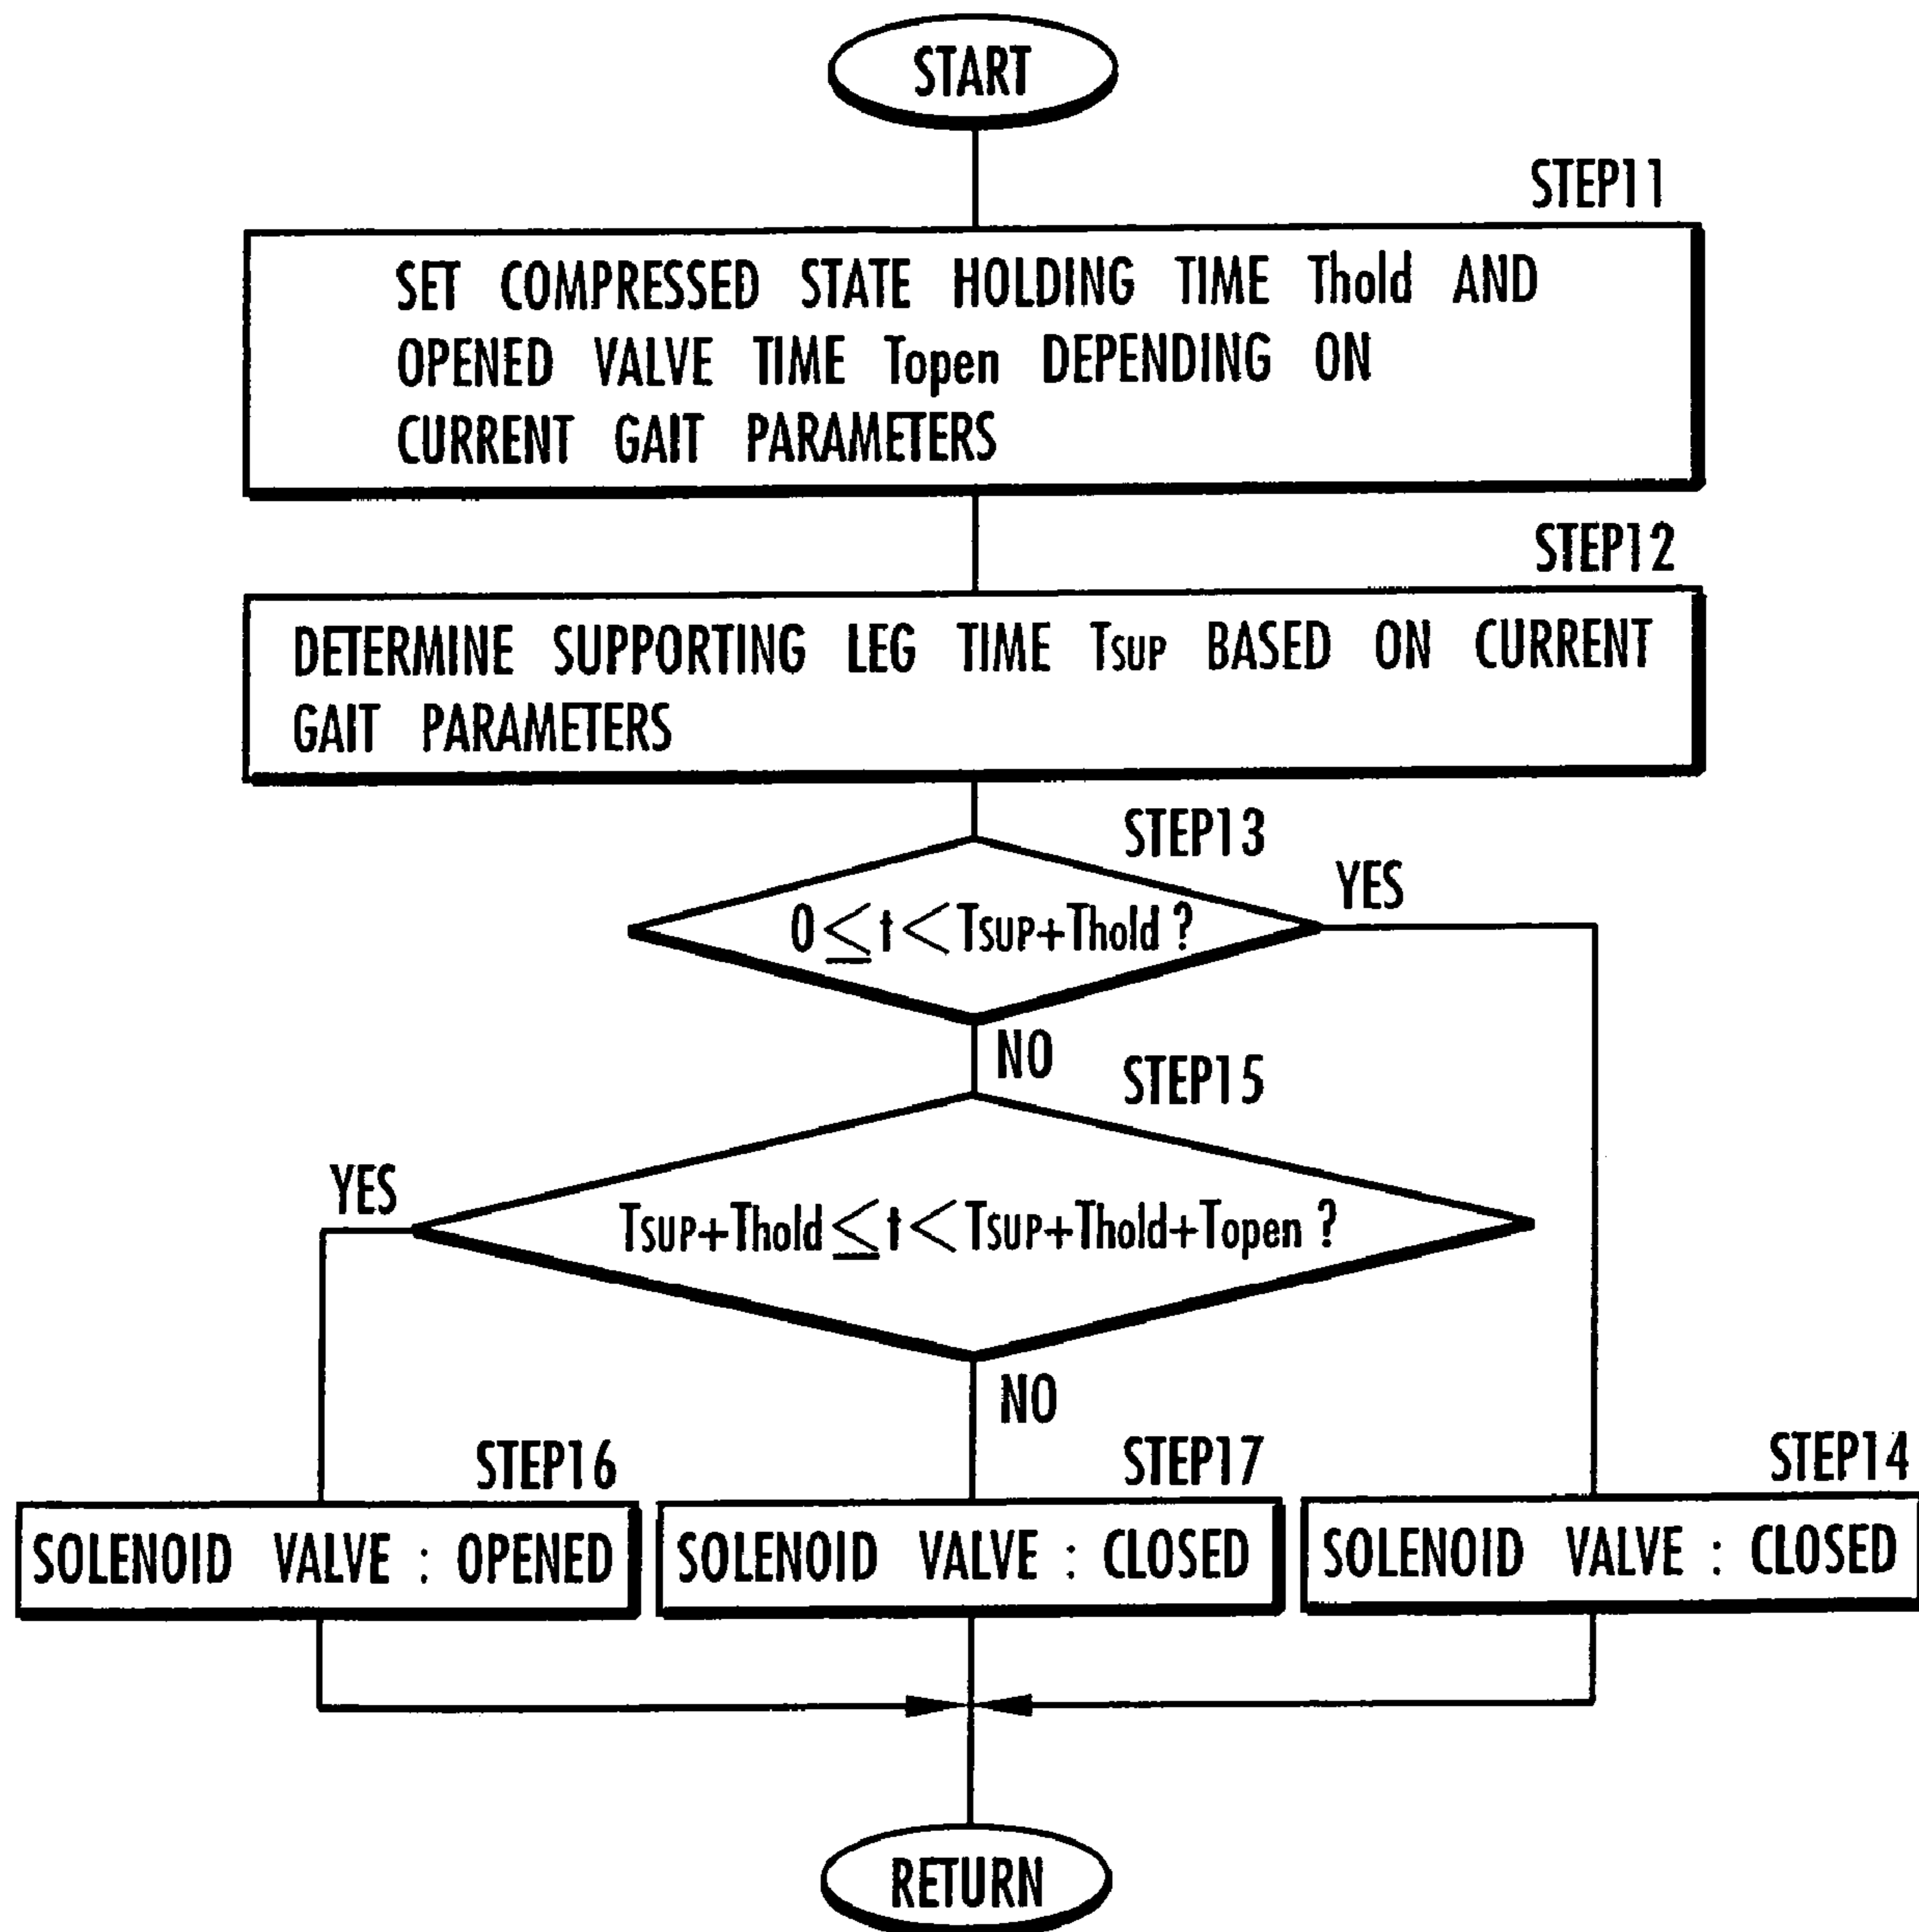 START
STEP11
SET COMPRESSED STATE HOLDING TIME Thold AND
OPENED VALVE TIME Topen DEPENDING ON
CURRENT GAIT PARAMETERS
STEP12
DETERMINE SUPPORTING LEG TIME TSUP BASED ON CURRENT
GAIT PARAMETERS
STEP13
YES
0≦t<TSUP+Thold ?
NO
STEP15
YES
TSUP+Thold≦t<TSUP+Thold+Topen ?
NO
STEP16
STEP17
STEP14
SOLENOID VALVE : OPENED
SOLENOID VALVE : CLOSED
SOLENOID VALVE : CLOSED
RETURN